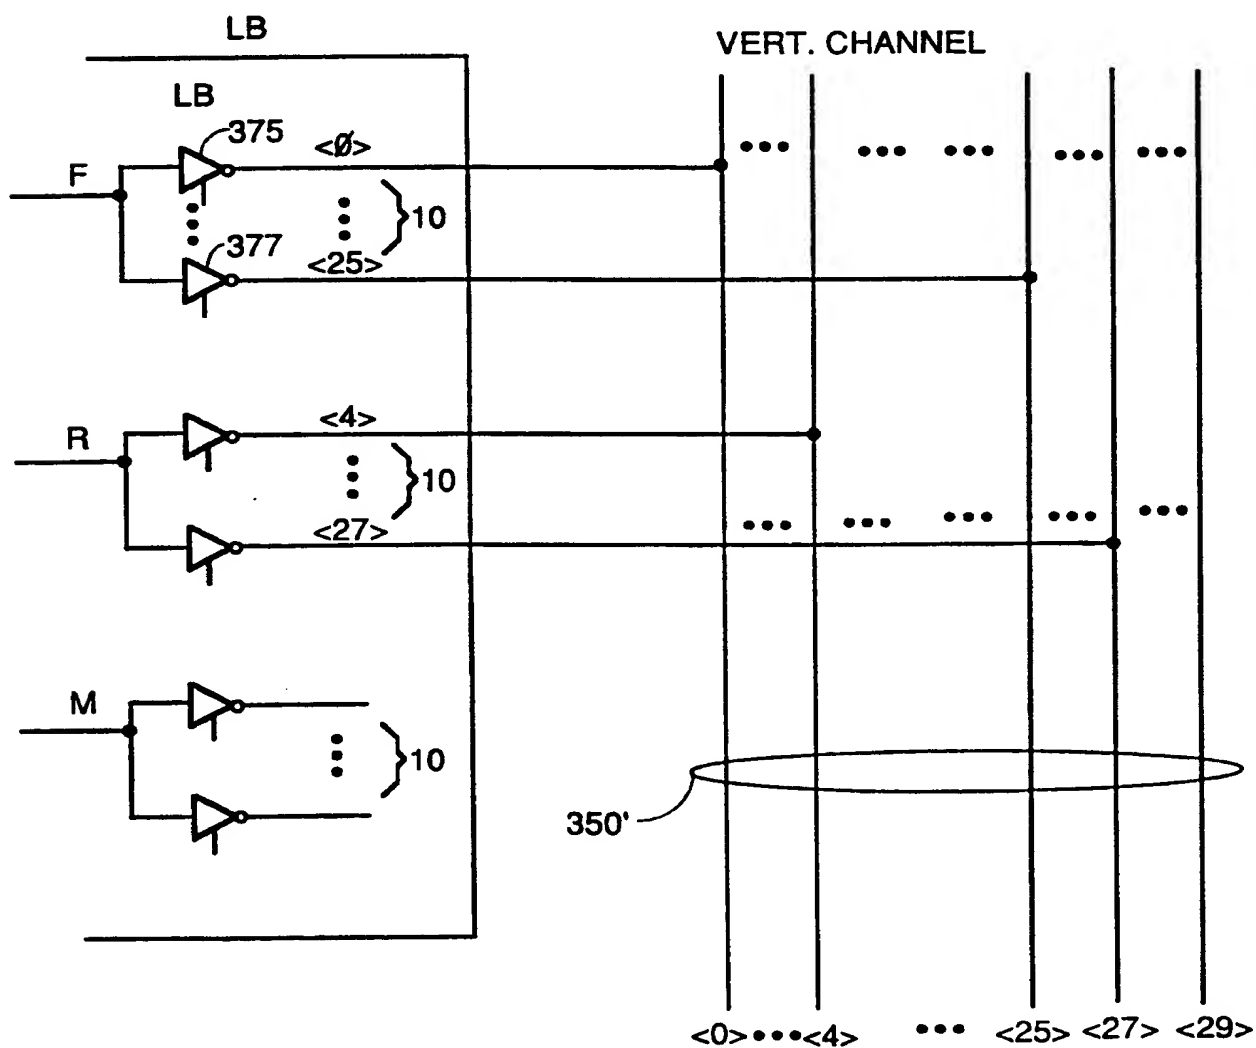 LB
VERT. CHANNEL
LB
375
<Ø>
F
10
377
<25>
<4>
R
10
<27>
M
10
350'
<0>•••<4> ••• <25> <27> <29>